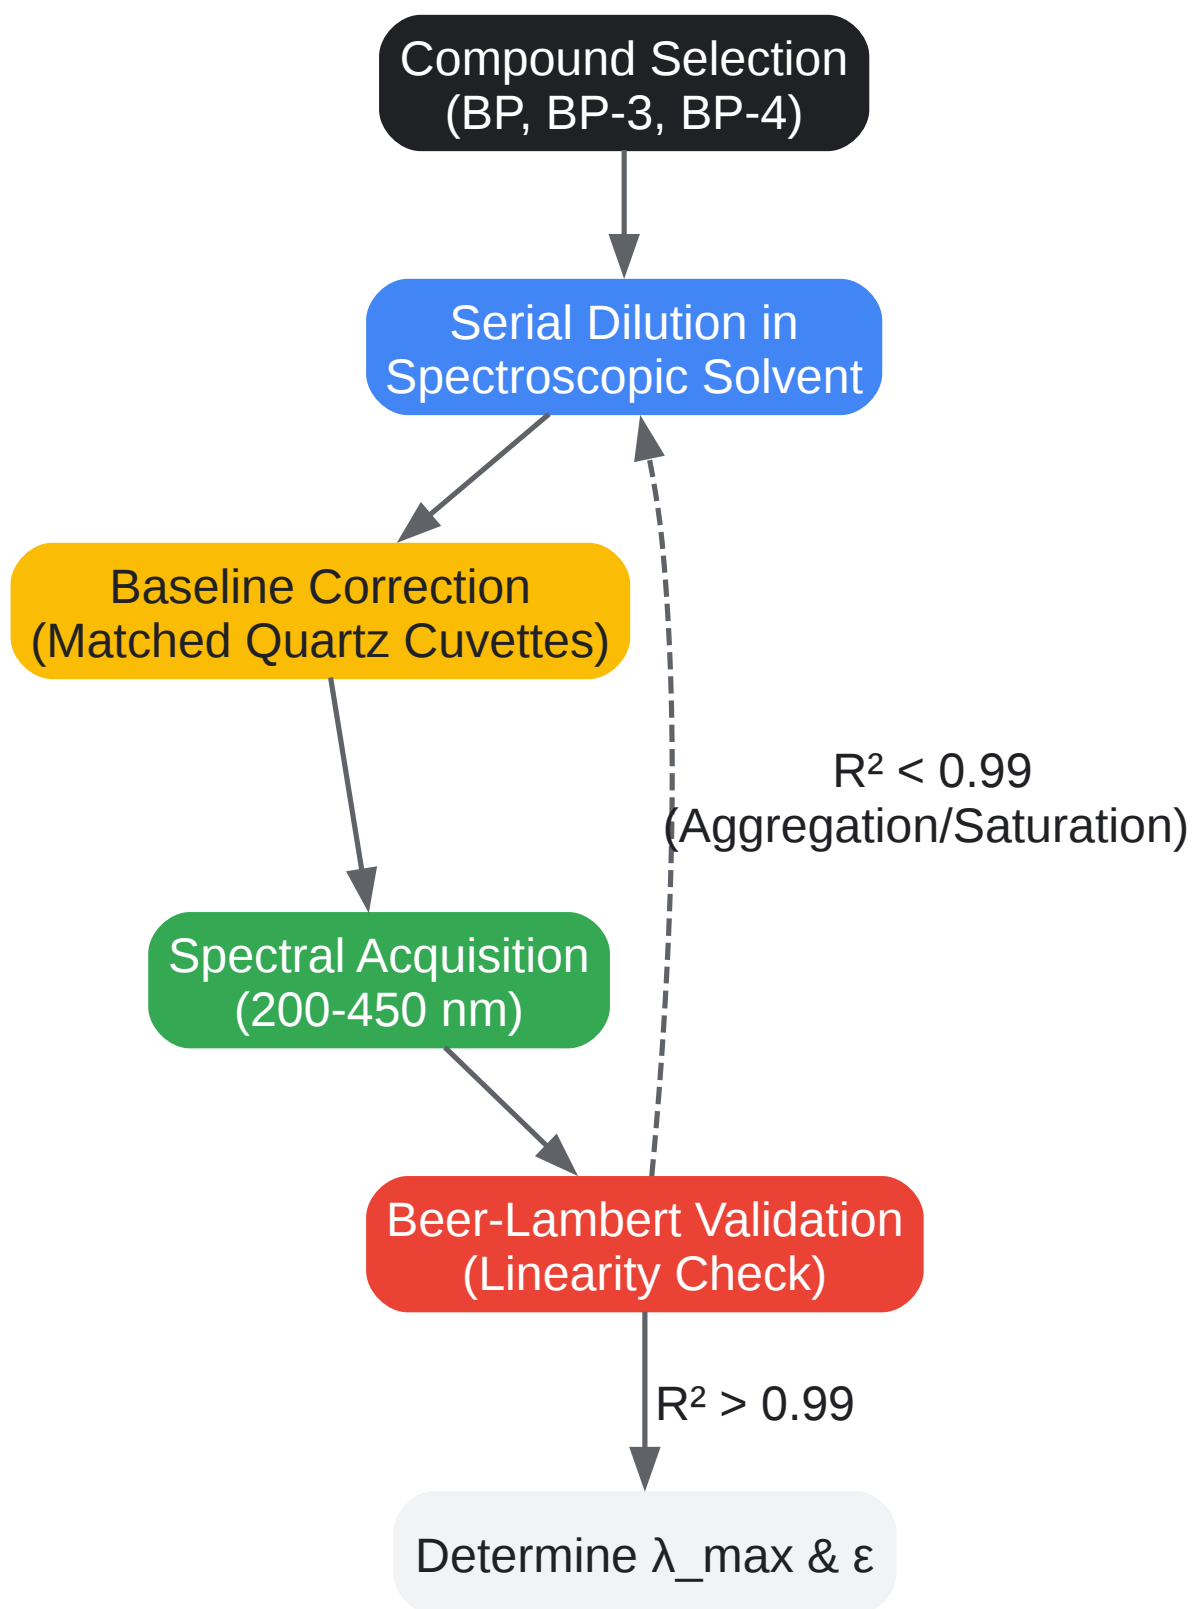 Compound Selection
(BP, BP-3, BP-4)
Serial Dilution in
Spectroscopic Solvent
Baseline Correction
(Matched Quartz Cuvettes)
R² < 0.99
(Aggregation/Saturation)
Spectral Acquisition
(200-450 nm)
Beer-Lambert Validation
(Linearity Check)
R² > 0.99
Determine λ_max & ε